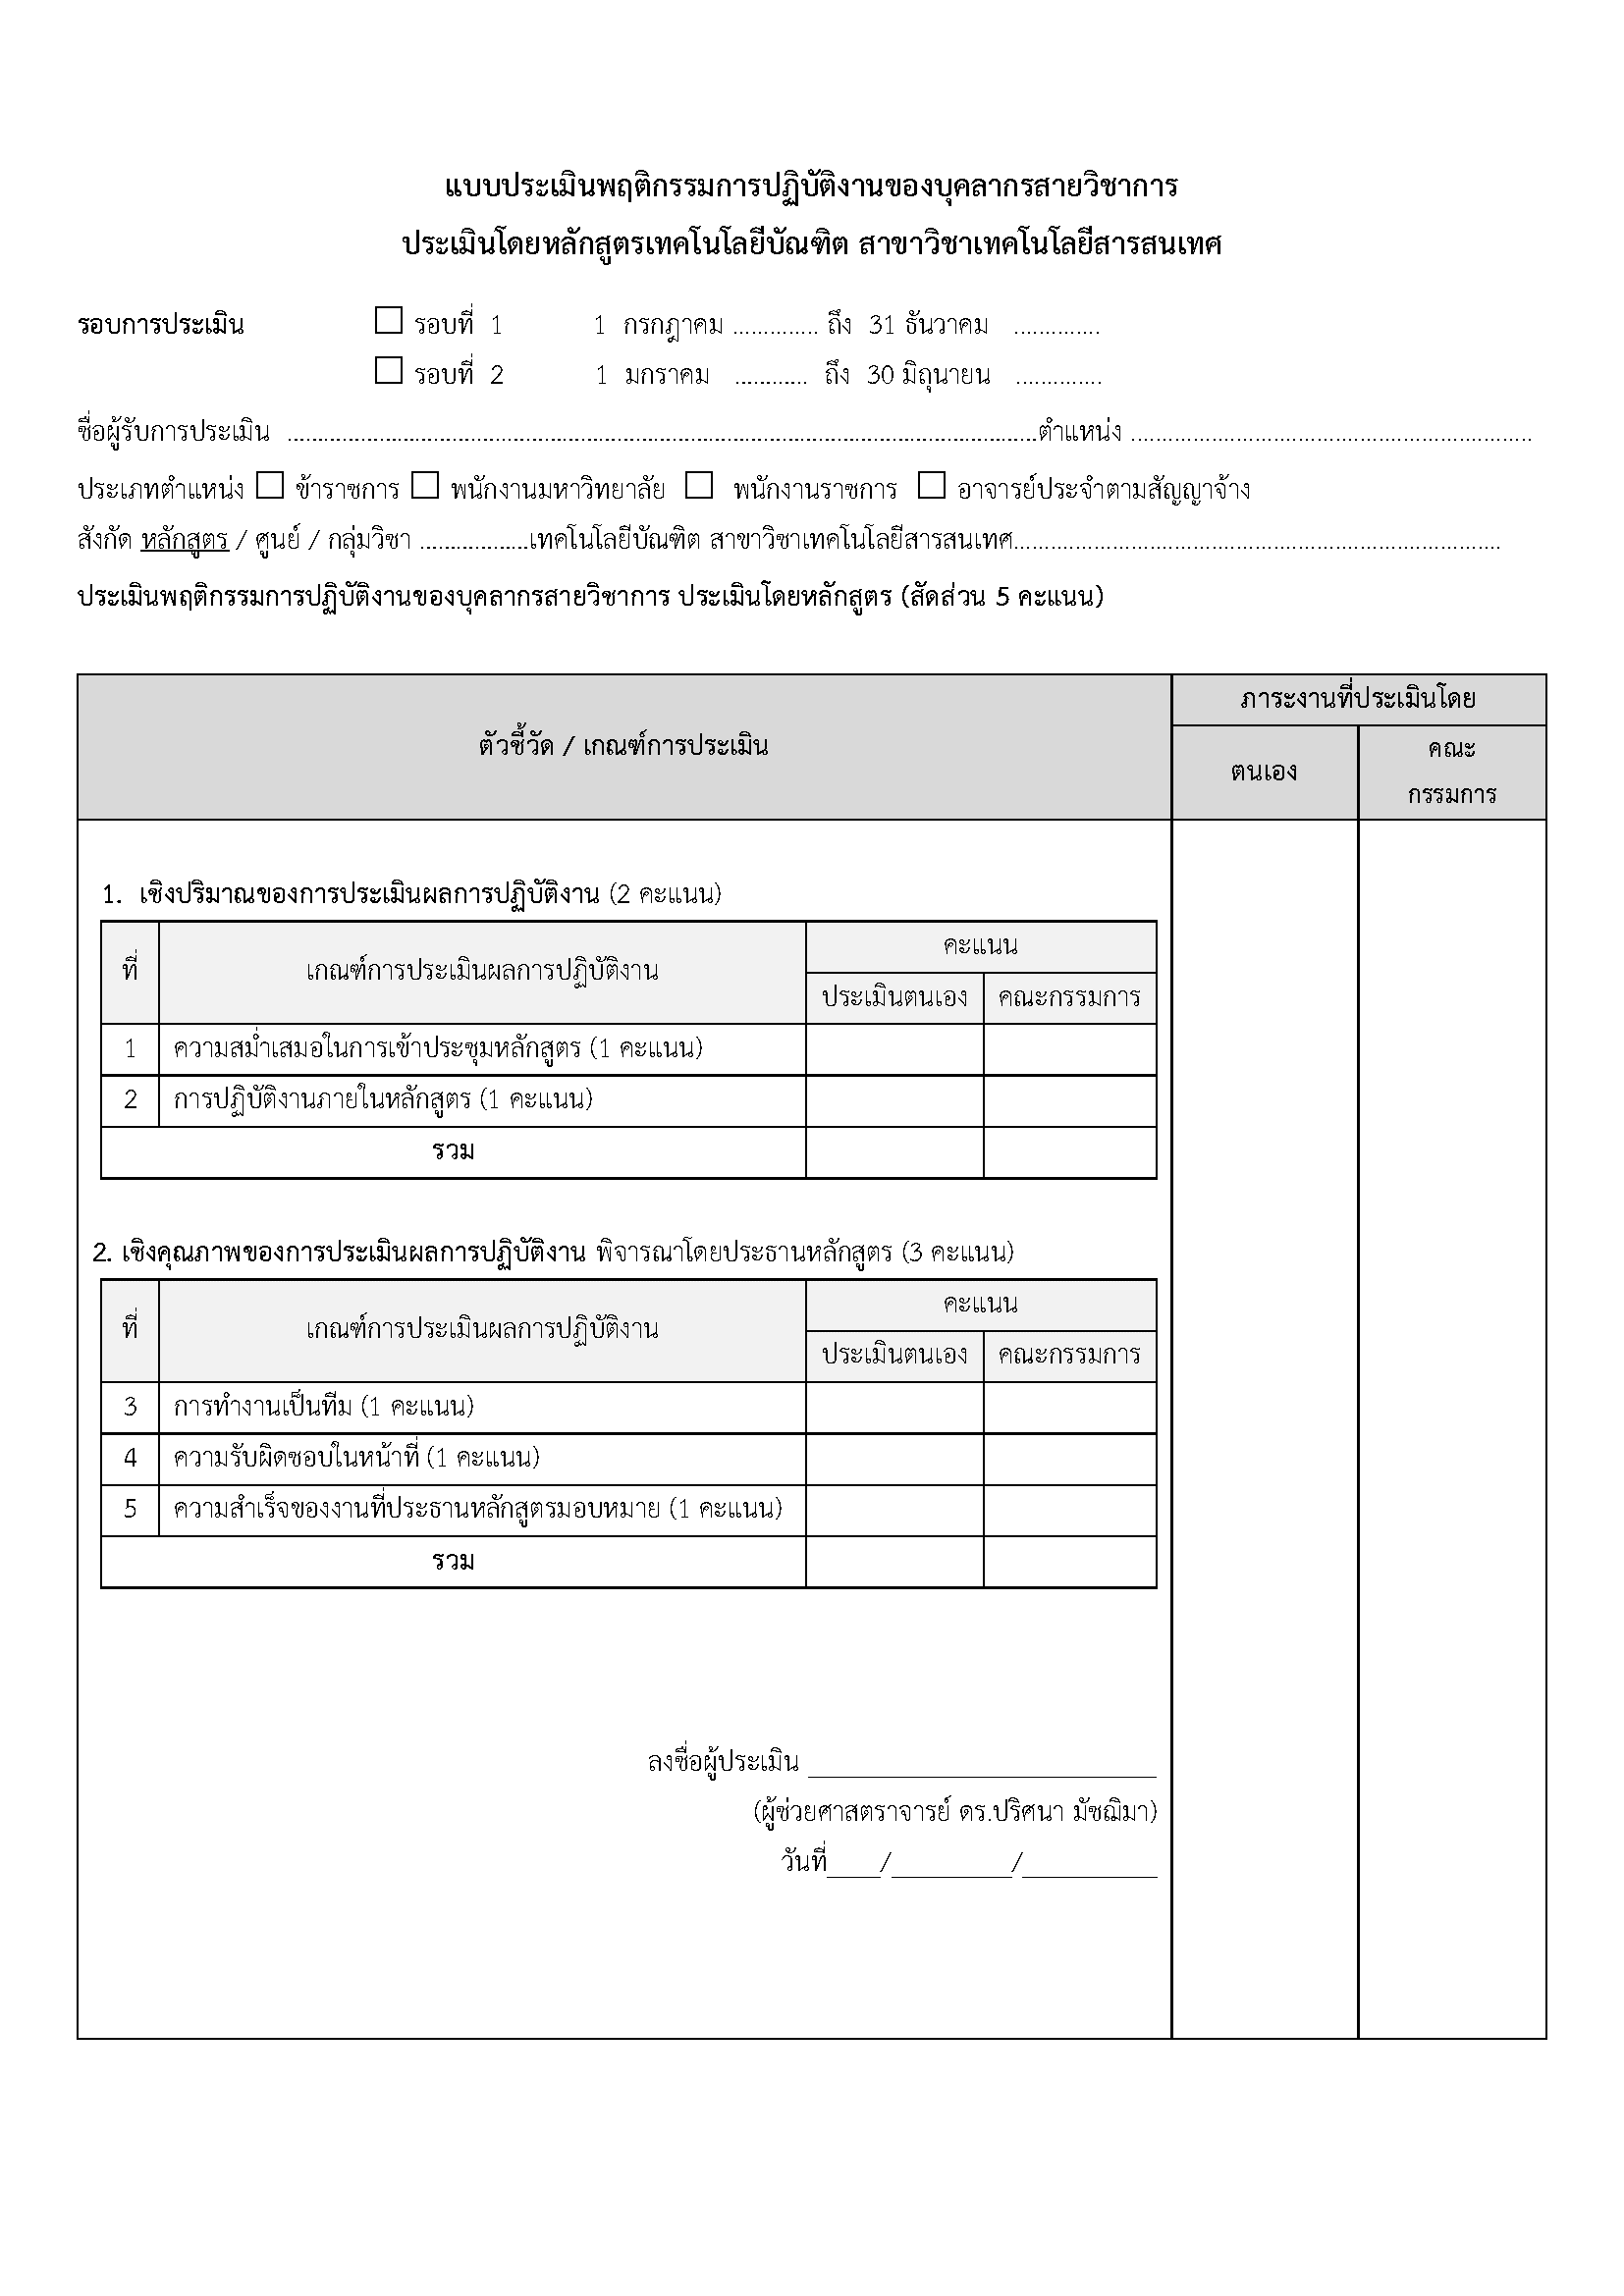 แบบประเมินพฤติกรรมการปฏิบัติงานของบุคลากรสายวิชาการ
ประเมินโดยหลักสูตรเทคโนโลยีบัณฑิต สาขาวิชาเทคโนโลยีสารสนเทศ
รอบการประเมิน ☐ รอบที่ 1 1 กรกฎาคม .............. ถึง 31 ธันวาคม ..............
☐ รอบที่ 2 1 มกราคม ............ ถึง 30 มิถุนายน ..............
ชื่อผู้รับการประเมิน ........................................................................ตำแหน่ง ........................................
ประเภทตำแหน่ง ☐ ข้าราชการ ☐ พนักงานมหาวิทยาลัย ☐ พนักงานราชการ ☐ อาจารย์ประจำตามสัญญาจ้าง
สังกัด หลักสูตร / ศูนย์ / กลุ่มวิชา ..................เทคโนโลยีบัณฑิต สาขาวิชาเทคโนโลยีสารสนเทศ................................................
ประเมินพฤติกรรมการปฏิบัติงานของบุคลากรสายวิชาการ ประเมินโดยหลักสูตร (สัดส่วน 5 คะแนน)
ตัวชี้วัด / เกณฑ์การประเมิน
ภาระงานที่ประเมินโดย
ตนเอง
คณะ
กรรมการ
1. เชิงปริมาณของการประเมินผลการปฏิบัติงาน (2 คะแนน)
ที่ เกณฑ์การประเมินผลการปฏิบัติงาน คะแนน
ประเมินตนเอง คณะกรรมการ
1 ความสม่ำเสมอในการเข้าประชุมหลักสูตร (1 คะแนน)
2 การปฏิบัติงานภายในหลักสูตร (1 คะแนน)
รวม
2. เชิงคุณภาพของการประเมินผลการปฏิบัติงาน พิจารณาโดยประธานหลักสูตร (3 คะแนน)
ที่ เกณฑ์การประเมินผลการปฏิบัติงาน คะแนน
ประเมินตนเอง คณะกรรมการ
3 การทำงานเป็นทีม (1 คะแนน)
4 ความรับผิดชอบในหน้าที่ (1 คะแนน)
5 ความสำเร็จของงานที่ประธานหลักสูตรมอบหมาย (1 คะแนน)
รวม
ลงชื่อผู้ประเมิน __________________________
(ผู้ช่วยศาสตราจารย์ ดร.ปริศนา มัชฌิมา)
วันที่____/_________/__________